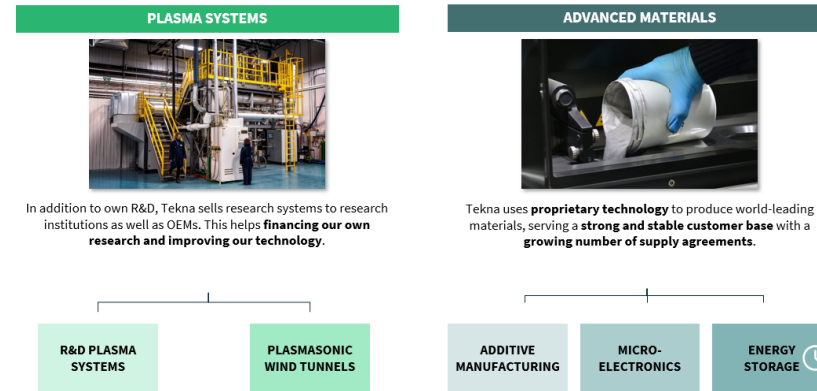 PLASMA SYSTEMS
In addition to own R&D, Tekna sells research systems to research
institutions as well as OEMs. This helps financing our own
research and improving our technology.
R&D PLASMA
SYSTEMS
PLASMASONIC
WIND TUNNELS
ADVANCED MATERIALS
Tekna uses proprietary technology to produce world-leading
materials, serving a strong and stable customer base with a
growing number of supply agreements.
ADDITIVE
MANUFACTURING
MICRO-
ELECTRONICS
ENERGY
STORAGE